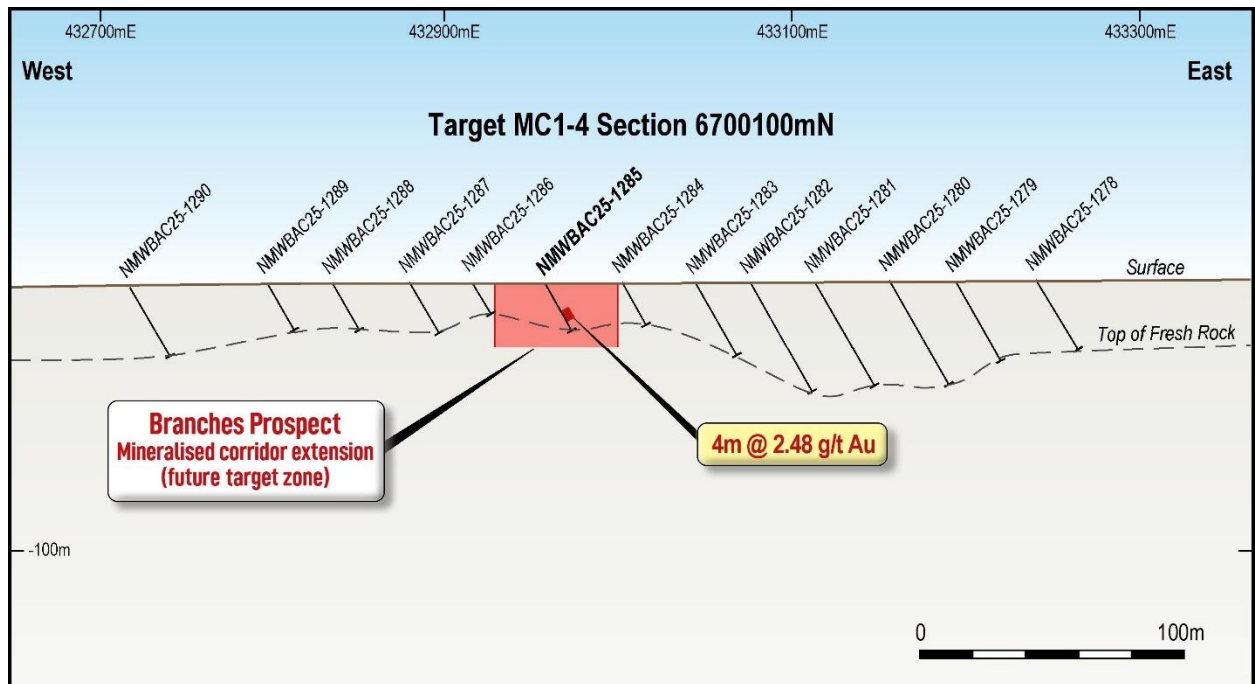 432700mE
432900mE
433100mE
433300mE
West
East
Target MC1-4 Section 6700100mN
NMWBAC25-1290
NMWBAC25-1289
NMWBAC25-1288
NMWBAC25-1287
NMWBAC25-1286
NMWBAC25-1285
NMWBAC25-1284
NMWBAC25-1283
NMWBAC25-1282
NMWBAC25-1281
NMWBAC25-1280
NMWBAC25-1279
NMWBAC25-1278
Surface
Top of Fresh Rock
Branches Prospect
Mineralised corridor extension
(future target zone)
4m @ 2.48 g/t Au
-100m
0
100m